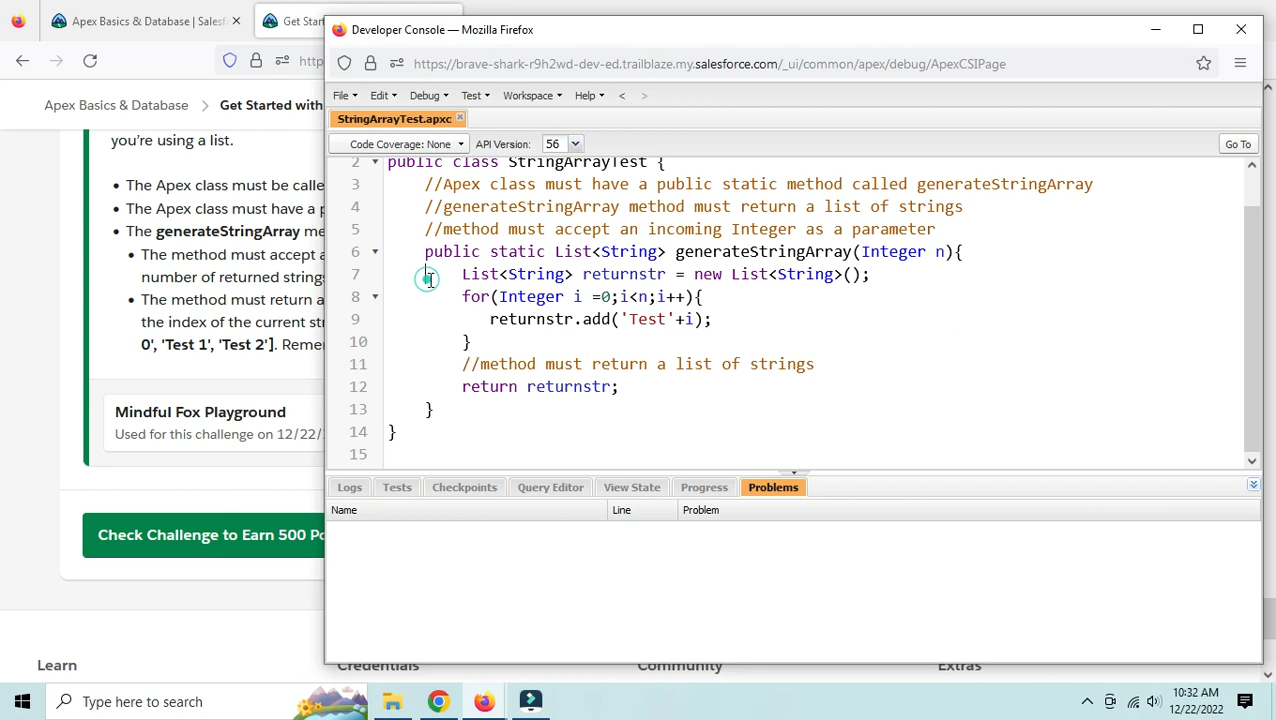 Apex Basics & Database | Salesf
Get Star
Developer Console — Mozilla Firefox
http
https://brave-shark-r9h2wd-dev-ed.trailblaze.my.salesforce.com/_ui/common/apex/debug/ApexCSIPage
Apex Basics & Database > Get Started with
File Edit Debug Test Workspace Help < >
StringArrayTest.apxc
Code Coverage: None API Version: 56 Go To
you're using a list.
• The Apex class must be calle
• The Apex class must have a p
• The generateStringArray me
• The method must accept a
number of returned strings
• The method must return a
the index of the current str
0', 'Test 1', 'Test 2']. Remem
2 public class StringArrayTest {
3 //Apex class must have a public static method called generateStringArray
4 //generateStringArray method must return a list of strings
5 //method must accept an incoming Integer as a parameter
6 public static List<String> generateStringArray(Integer n){
7 List<String> returnstr = new List<String>();
8 for(Integer i =0;i<n;i++){
9 returnstr.add('Test'+i);
10 }
11 //method must return a list of strings
12 return returnstr;
13 }
14 }
15
Mindful Fox Playground
Used for this challenge on 12/22/
Logs Tests Checkpoints Query Editor View State Progress Problems
Name Line Problem
Check Challenge to Earn 500 Po
Learn Credentials Community Extras
Type here to search
10:32 AM
12/22/2022